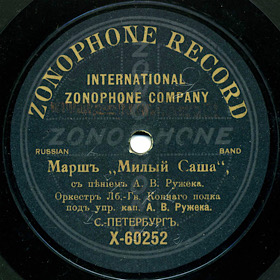 ZONOPHONE RECORD
INTERNATIONAL
ZONOPHONE COMPANY
ZONOPHONE
RUSSIAN BAND
Маршъ „Милый Саша“,
съ пѣніемъ А. В. Ружека.
Оркестръ Лб.-Гв. Коннаго полка
подъ упр. кап. А. В. Ружека.
С.-ПЕТЕРБУРГЪ.
X-60252